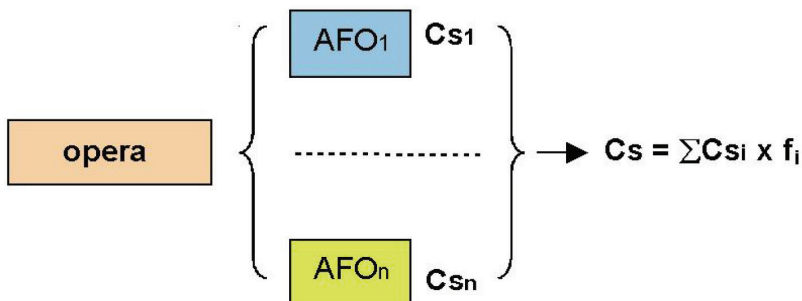 AFO₁ Cs₁
opera
Cs = ∑Csᵢ x fᵢ
AFOₙ Csₙ